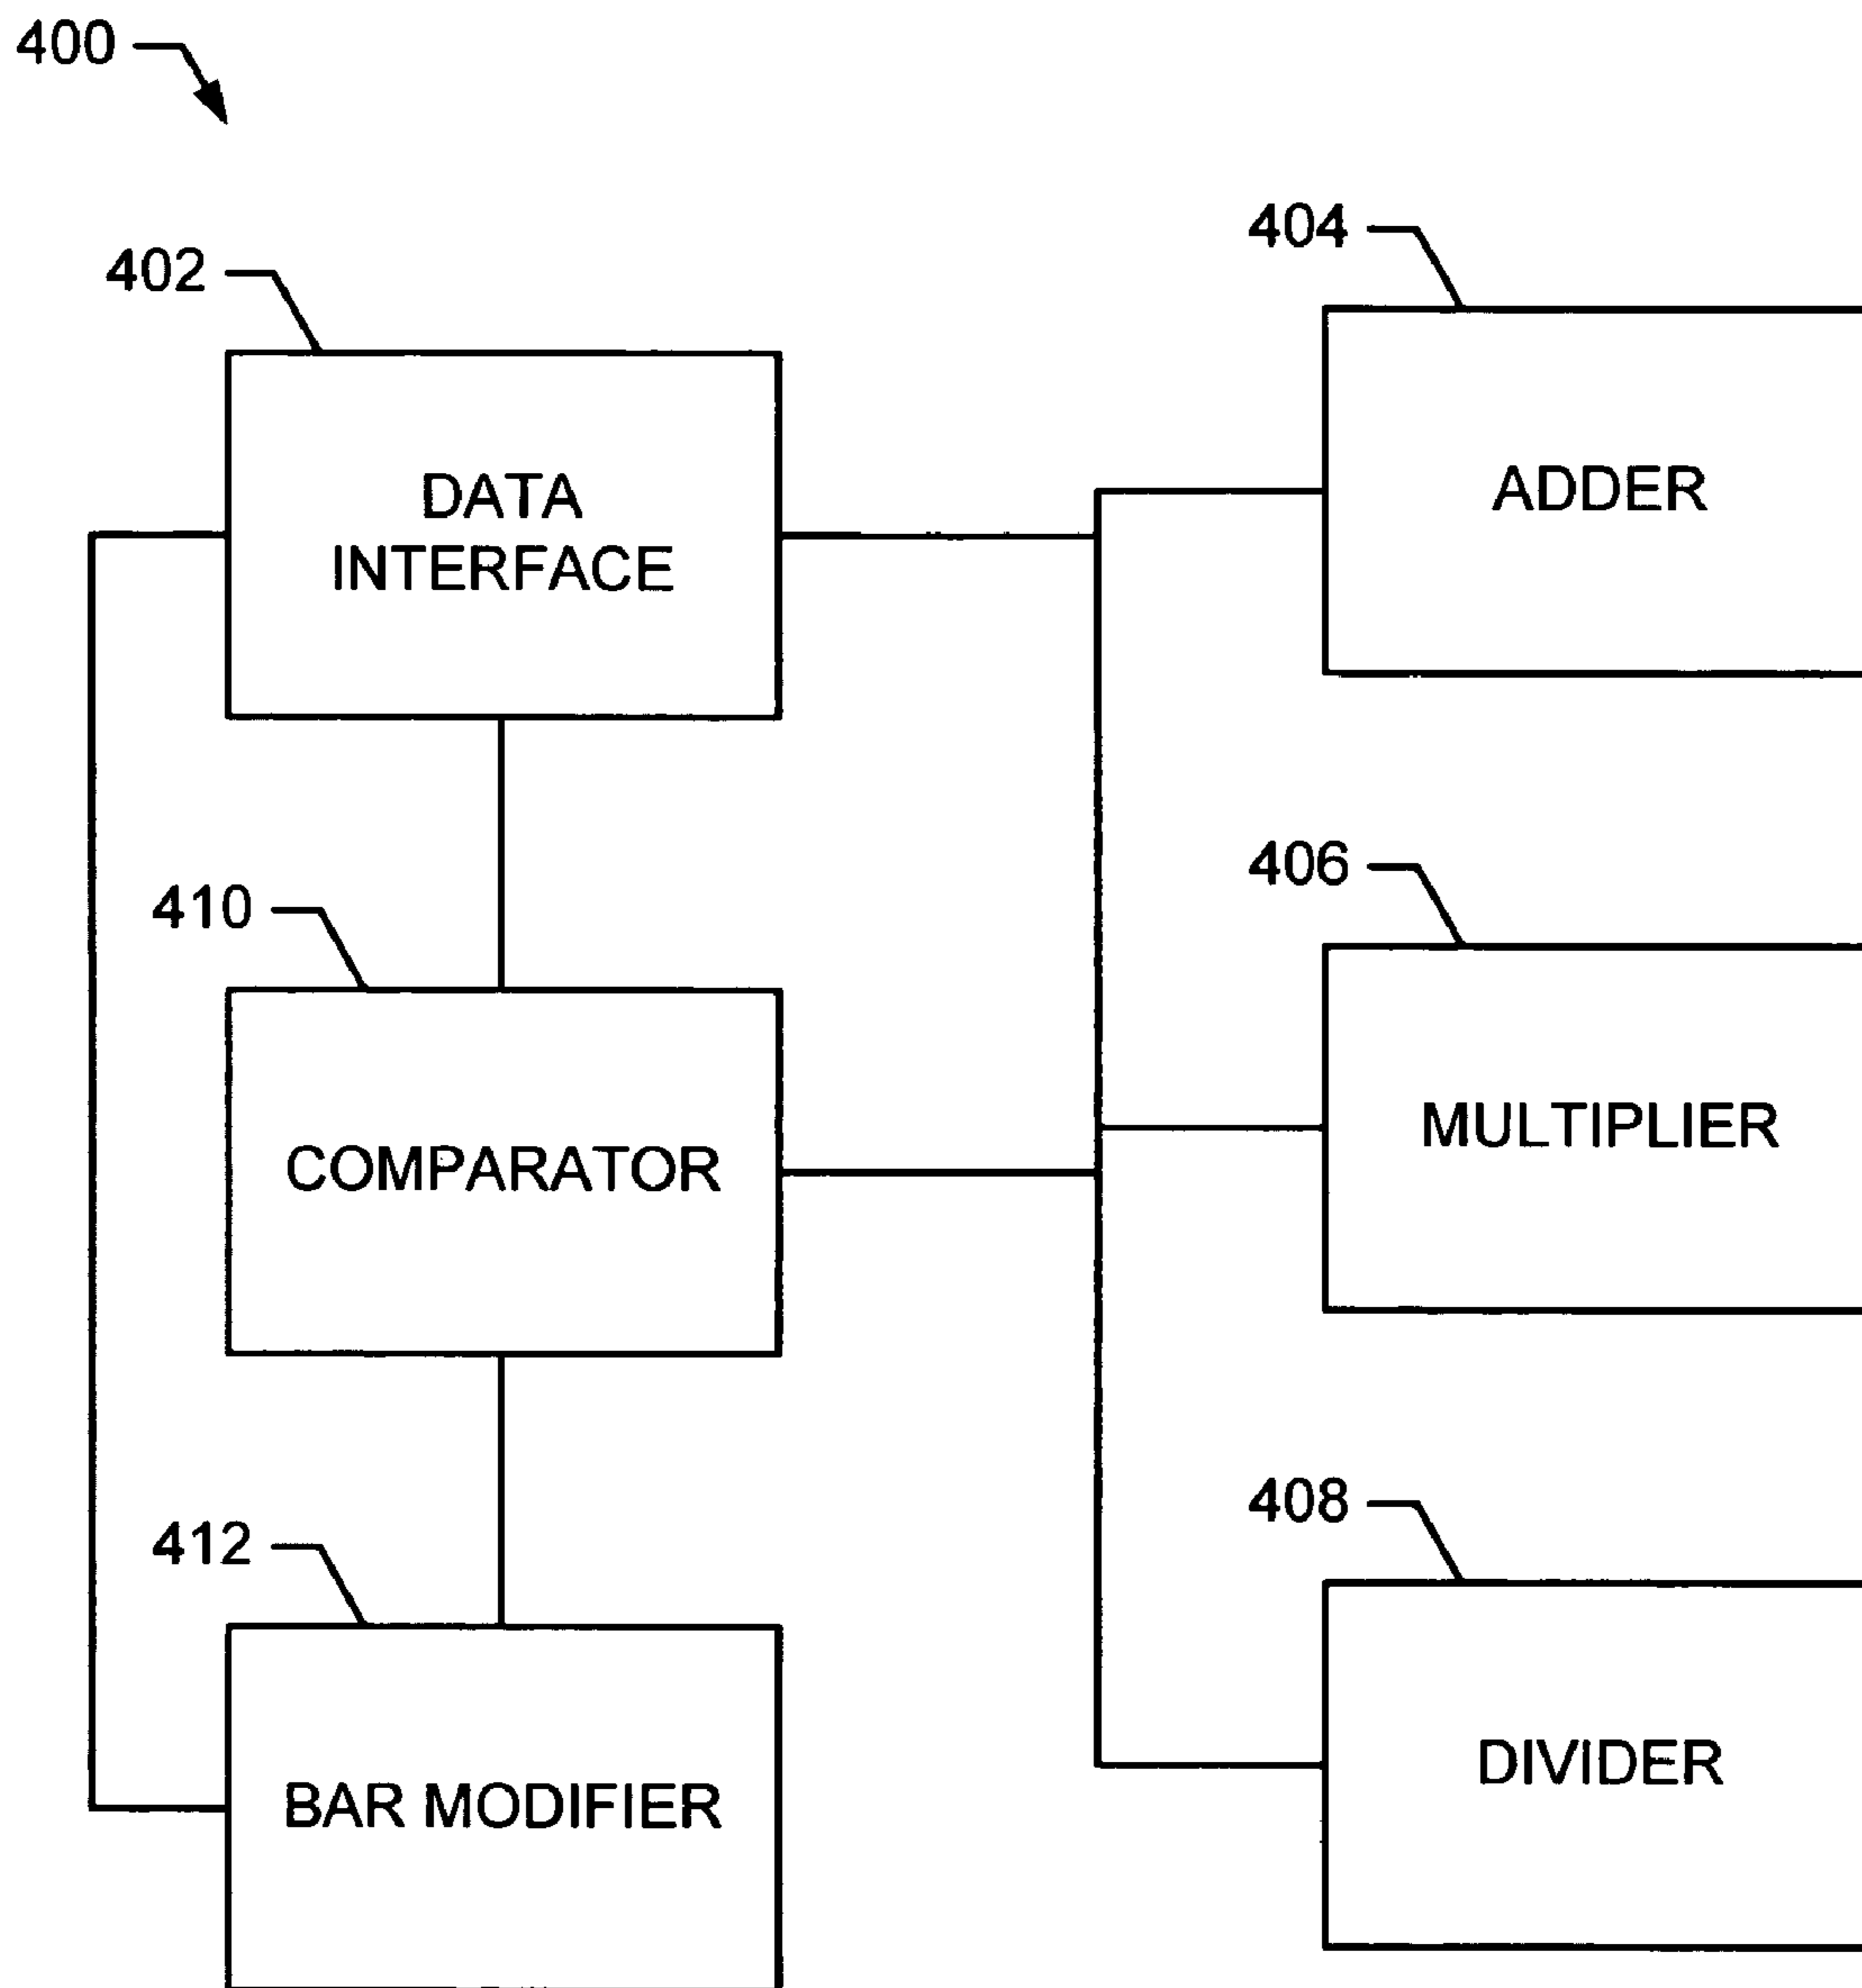 400
404
402
DATA
INTERFACE
ADDER
406
410
MULTIPLIER
COMPARATOR
408
412
DIVIDER
BAR MODIFIER